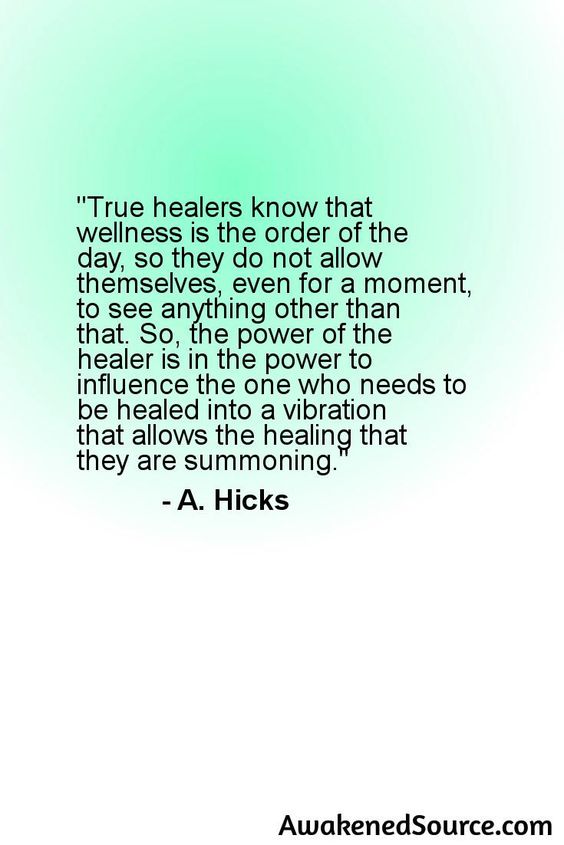 "True healers know that
wellness is the order of the
day, so they do not allow
themselves, even for a moment,
to see anything other than
that. So, the power of the
healer is in the power to
influence the one who needs to
be healed into a vibration
that allows the healing that
they are summoning."
- A. Hicks
AwakenedSource.com